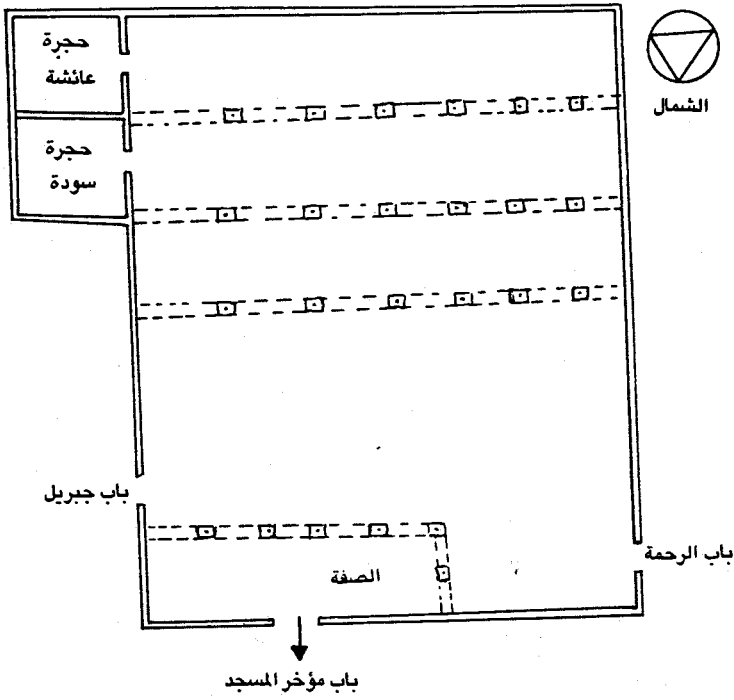 حجرة
عائشة
الشمال
حجرة
سودة
باب جبريل
باب الرحمة
الصفة
باب مؤخر المسجد